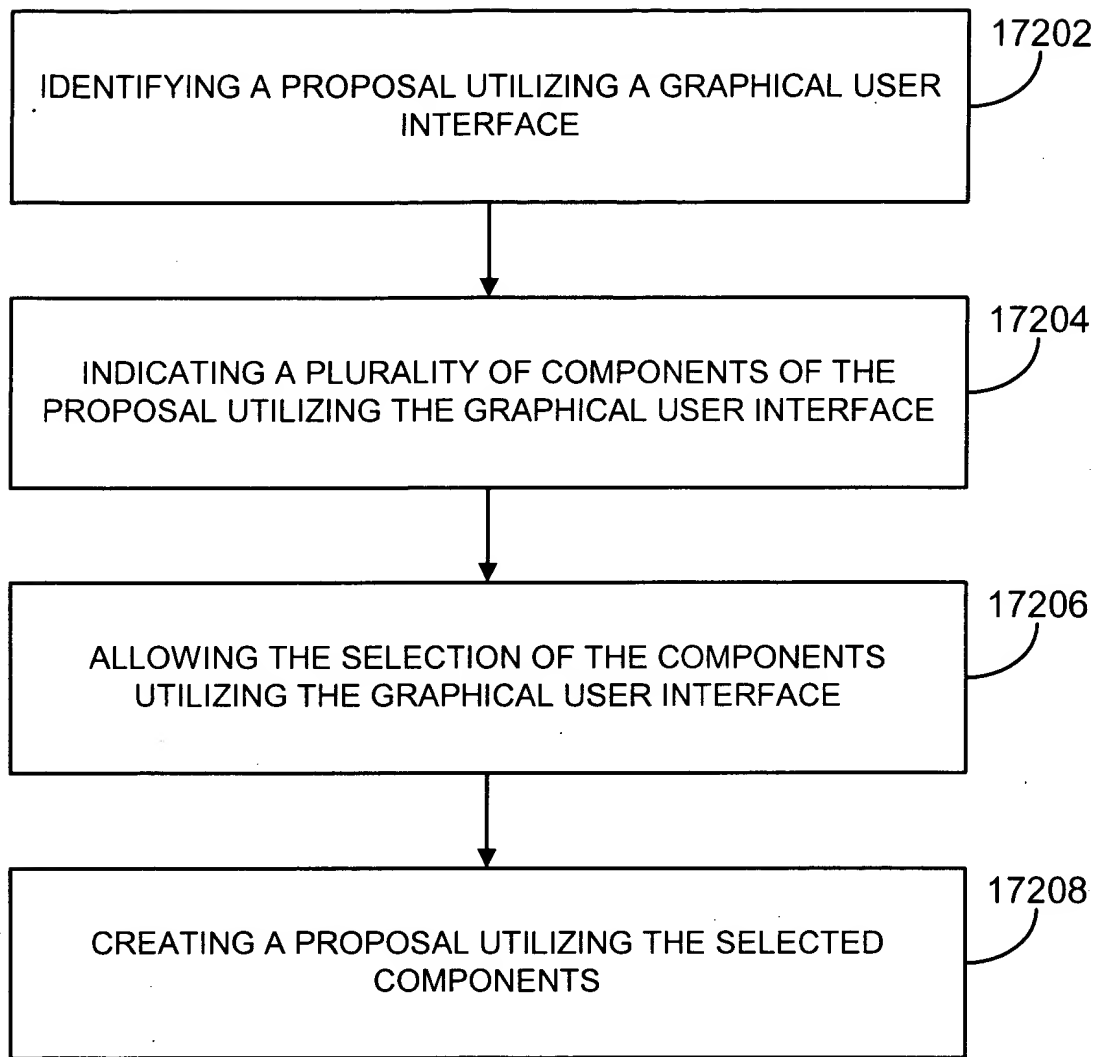 17202
IDENTIFYING A PROPOSAL UTILIZING A GRAPHICAL USER
INTERFACE
17204
INDICATING A PLURALITY OF COMPONENTS OF THE
PROPOSAL UTILIZING THE GRAPHICAL USER INTERFACE
17206
ALLOWING THE SELECTION OF THE COMPONENTS
UTILIZING THE GRAPHICAL USER INTERFACE
17208
CREATING A PROPOSAL UTILIZING THE SELECTED
COMPONENTS